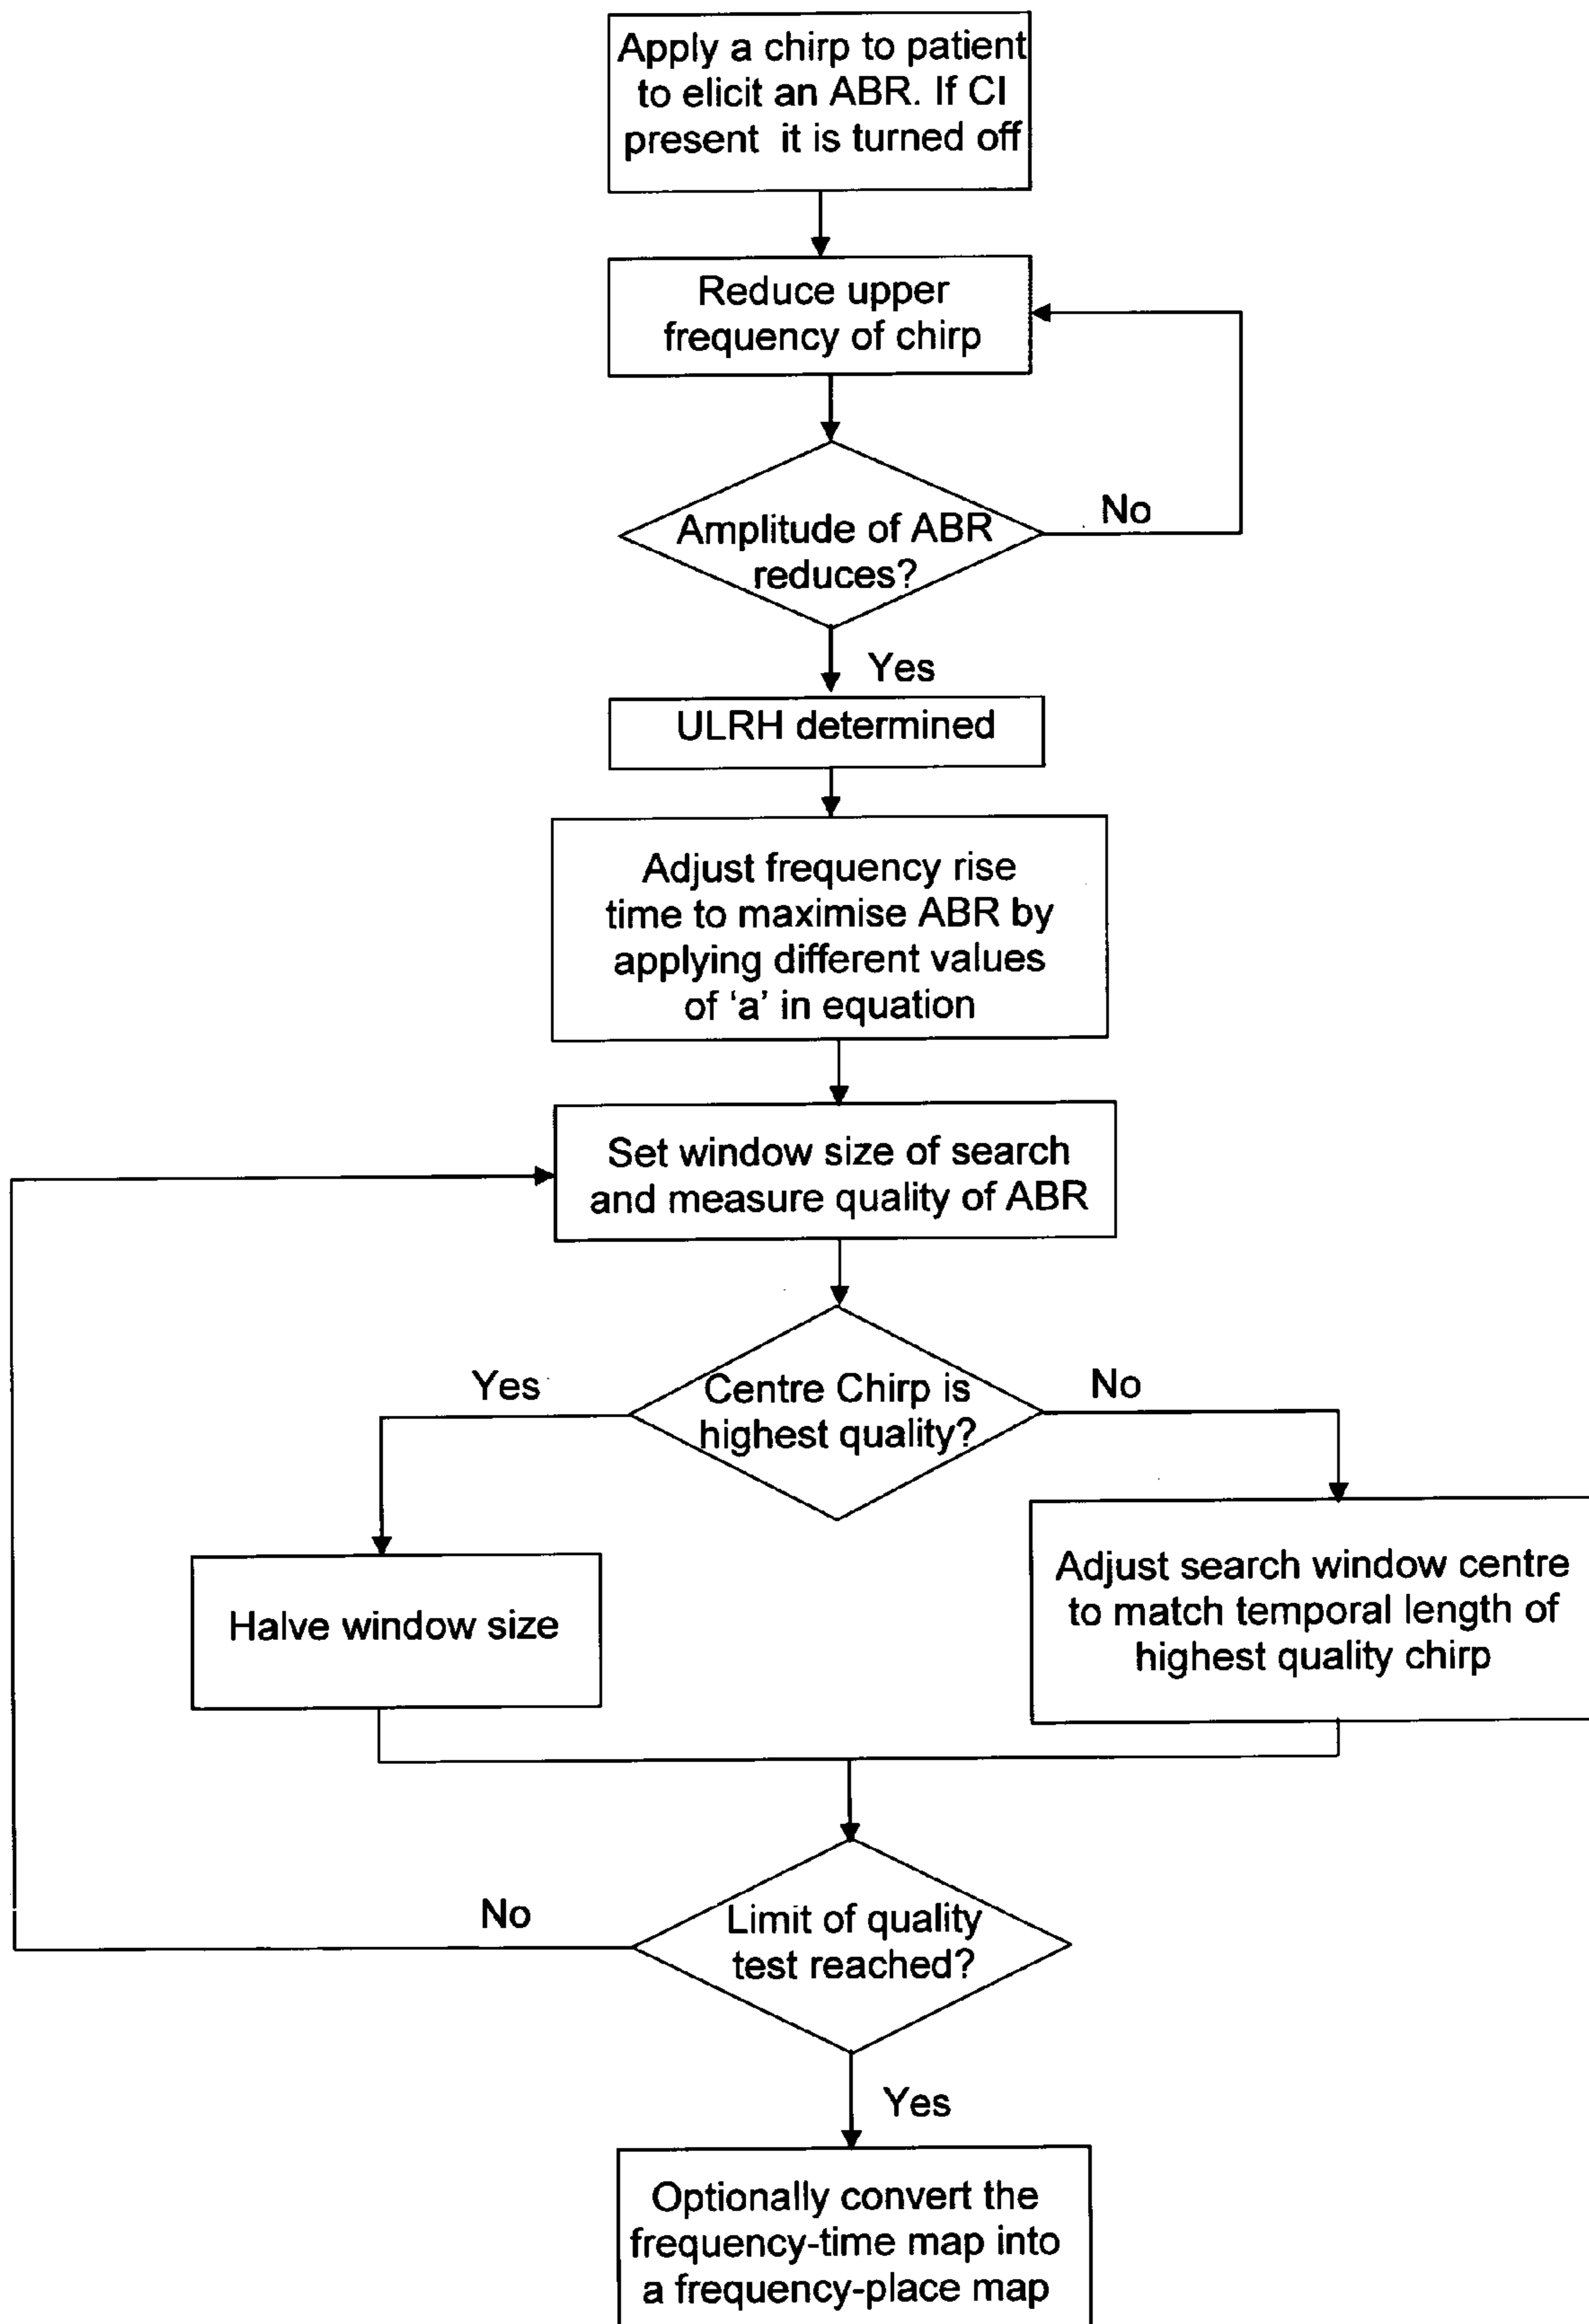 Apply a chirp to patient
to elicit an ABR. If CI
present it is turned off
Reduce upper
frequency of chirp
Amplitude of ABR
reduces?
No
Yes
ULRH determined
Adjust frequency rise
time to maximise ABR by
applying different values
of ‘a’ in equation
Set window size of search
and measure quality of ABR
Centre Chirp is
highest quality?
Yes
No
Halve window size
Adjust search window centre
to match temporal length of
highest quality chirp
Limit of quality
test reached?
No
Yes
Optionally convert the
frequency-time map into
a frequency-place map